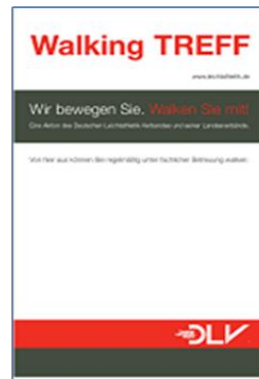 Walking TREFF
www.leichtathletik.de
Wir bewegen Sie. Walken Sie mit!
Eine Aktion des Deutschen Leichtathletik-Verbandes und seiner Landesverbände.
Von hier aus können Sie regelmäßig unter fachlicher Betreuung walken.
DLV